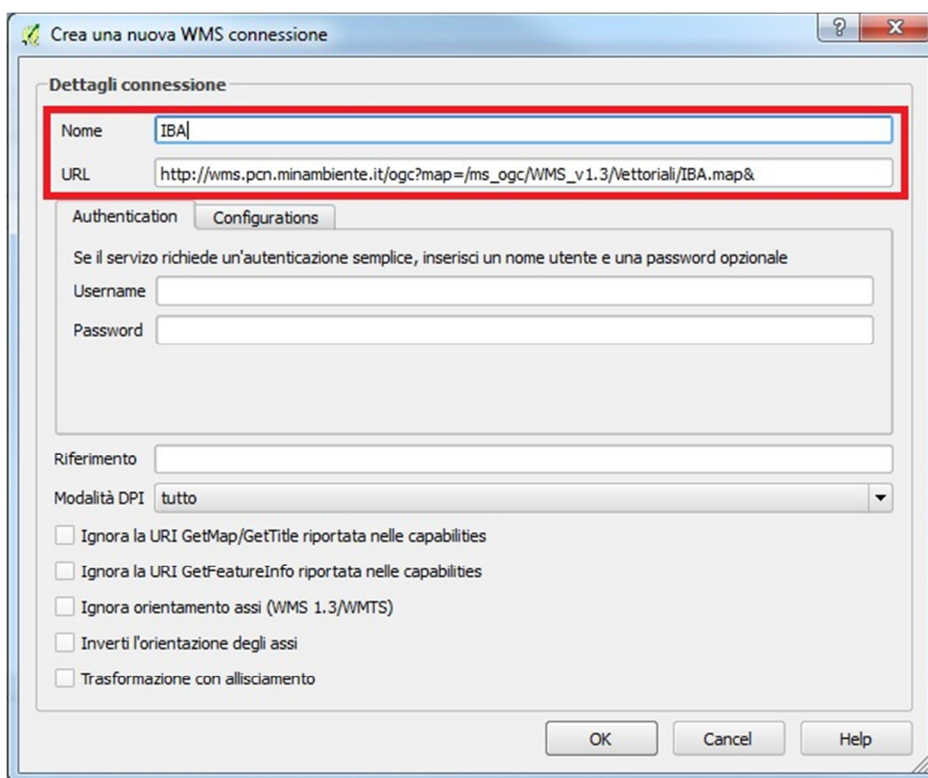 Crea una nuova WMS connessione
Dettagli connessione
Nome IBA
URL http://wms.pcn.minambiente.it/ogc?map=/ms_ogc/WMS_v1.3/Vettoriali/IBA.map&
Authentication Configurations
Se il servizo richiede un'autenticazione semplice, inserisci un nome utente e una password opzionale
Username
Password
Riferimento
Modalità DPI tutto
Ignora la URI GetMap/GetTitle riportata nelle capabilities
Ignora la URI GetFeatureInfo riportata nelle capabilities
Ignora orientamento assi (WMS 1.3/WMTS)
Inverti l'orientazione degli assi
Trasformazione con allisciamento
OK Cancel Help